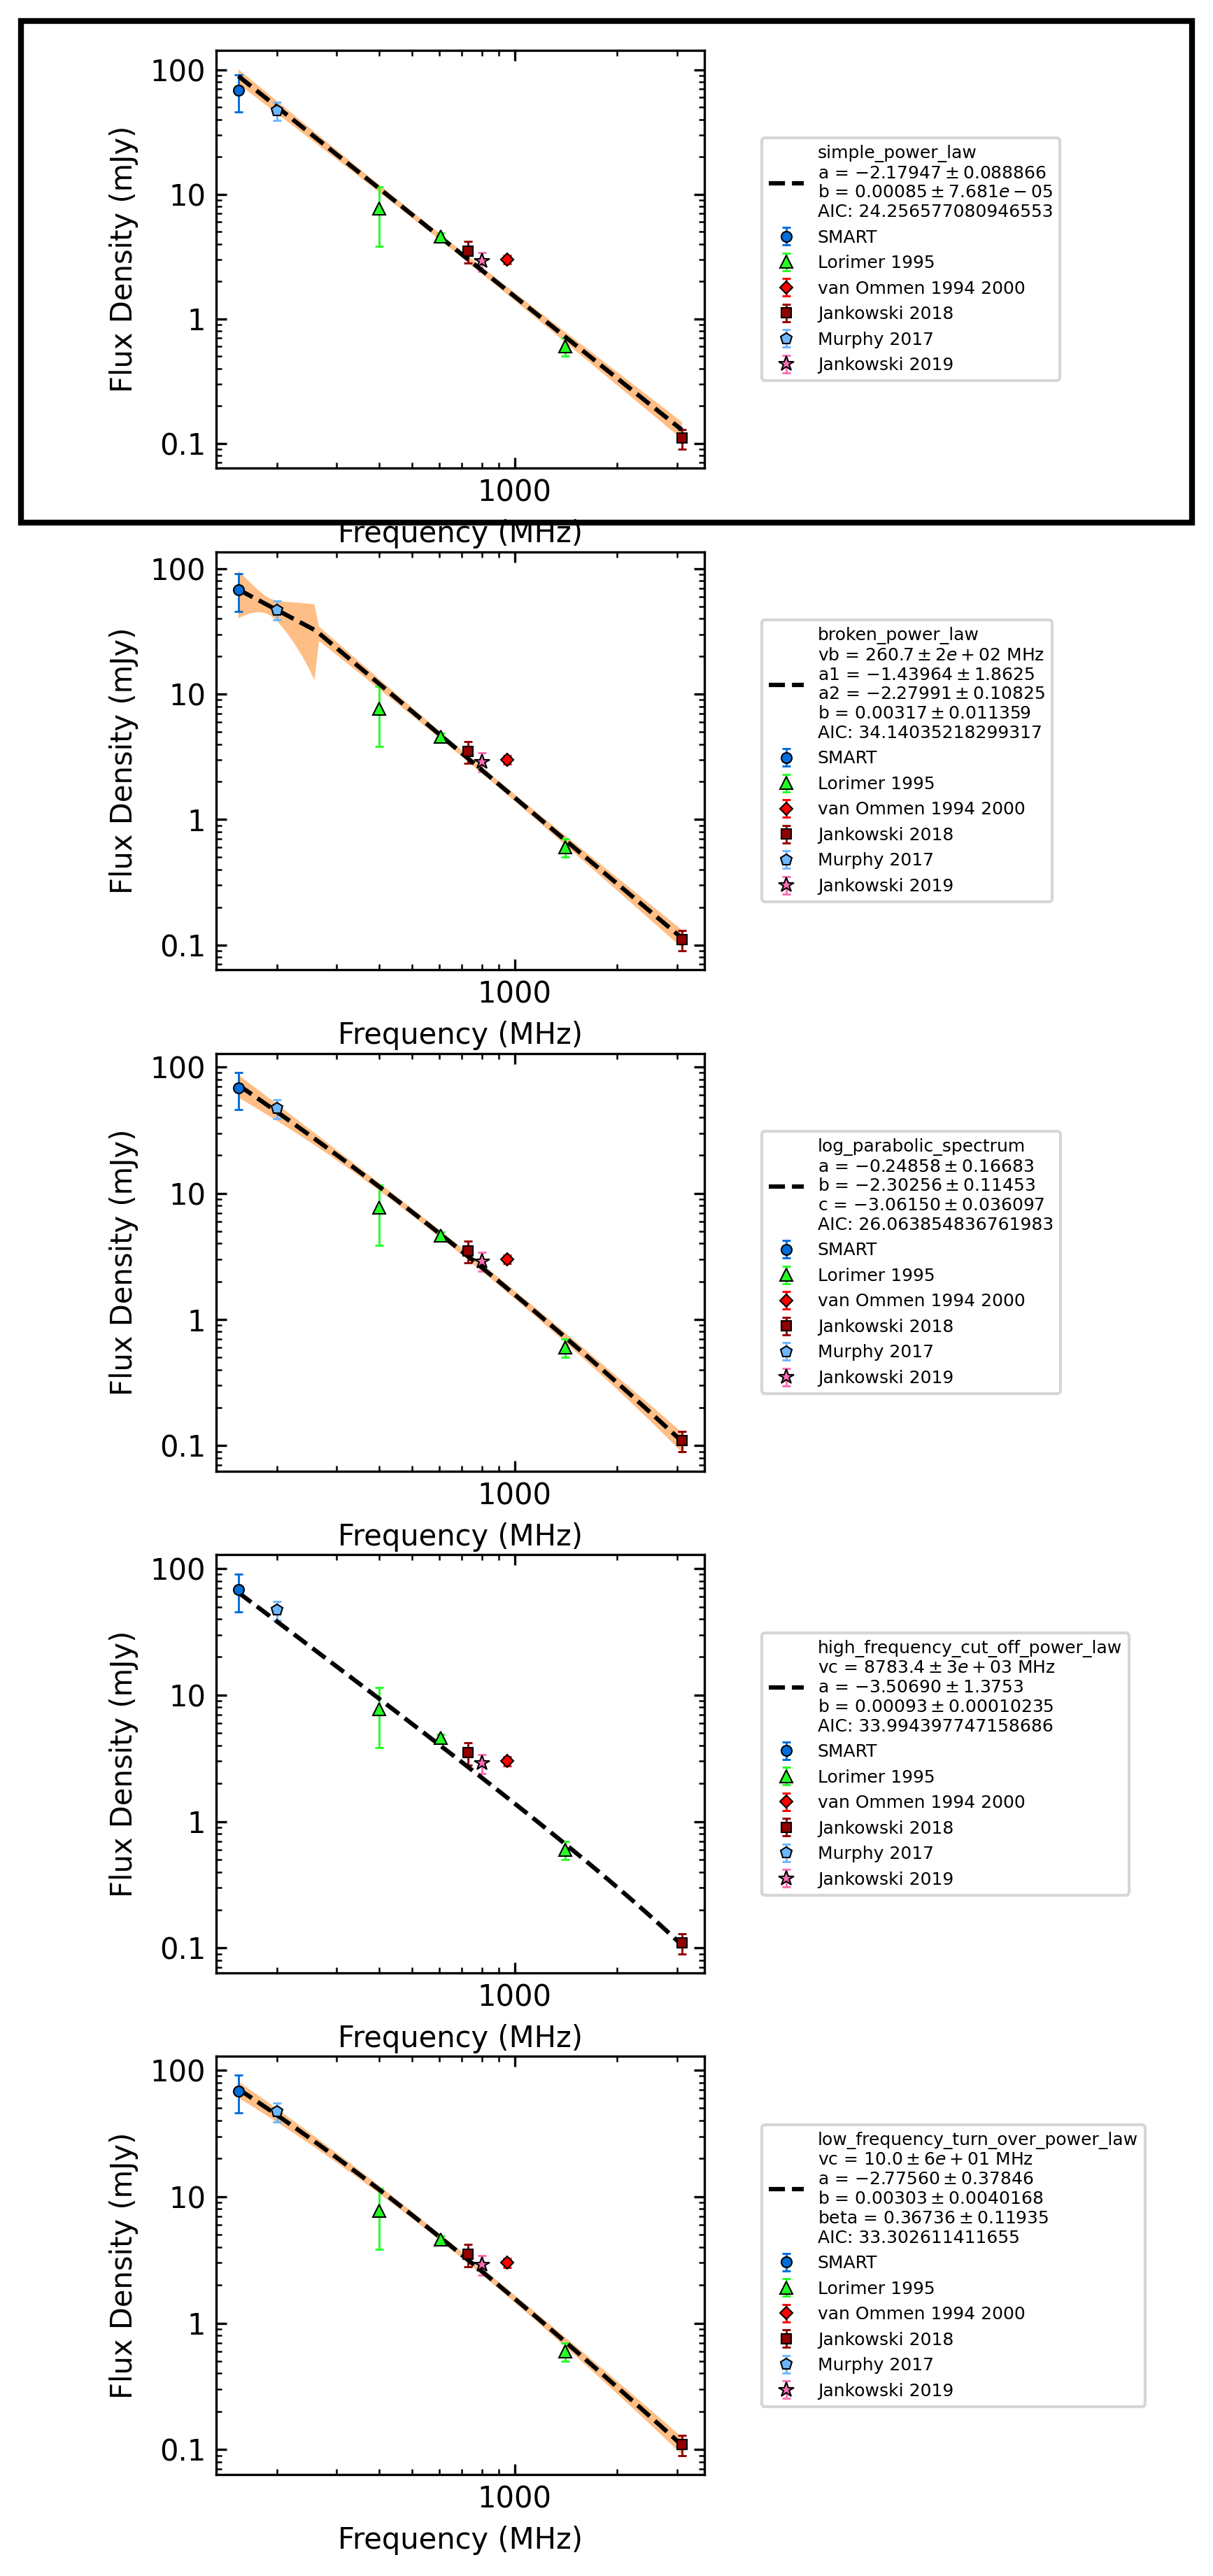 100
10
1
0.1
Flux Density (mJy)
1000
Frequency (MHz)
simple_power_law
a = −2.17947 ± 0.088866
b = 0.00085 ± 7.681e − 05
AIC: 24.256577080946553
SMART
Lorimer 1995
van Ommen 1994 2000
Jankowski 2018
Murphy 2017
Jankowski 2019
100
10
1
0.1
Flux Density (mJy)
1000
Frequency (MHz)
broken_power_law
vb = 260.7 ± 2e + 02 MHz
a1 = −1.43964 ± 1.8625
a2 = −2.27991 ± 0.10825
b = 0.00317 ± 0.011359
AIC: 34.14035218299317
SMART
Lorimer 1995
van Ommen 1994 2000
Jankowski 2018
Murphy 2017
Jankowski 2019
100
10
1
0.1
Flux Density (mJy)
1000
Frequency (MHz)
log_parabolic_spectrum
a = −0.24858 ± 0.16683
b = −2.30256 ± 0.11453
c = −3.06150 ± 0.036097
AIC: 26.063854836761983
SMART
Lorimer 1995
van Ommen 1994 2000
Jankowski 2018
Murphy 2017
Jankowski 2019
100
10
1
0.1
Flux Density (mJy)
1000
Frequency (MHz)
high_frequency_cut_off_power_law
vc = 8783.4 ± 3e + 03 MHz
a = −3.50690 ± 1.3753
b = 0.00093 ± 0.00010235
AIC: 33.994397747158686
SMART
Lorimer 1995
van Ommen 1994 2000
Jankowski 2018
Murphy 2017
Jankowski 2019
100
10
1
0.1
Flux Density (mJy)
1000
Frequency (MHz)
low_frequency_turn_over_power_law
vc = 10.0 ± 6e + 01 MHz
a = −2.77560 ± 0.37846
b = 0.00303 ± 0.0040168
beta = 0.36736 ± 0.11935
AIC: 33.302611411655
SMART
Lorimer 1995
van Ommen 1994 2000
Jankowski 2018
Murphy 2017
Jankowski 2019